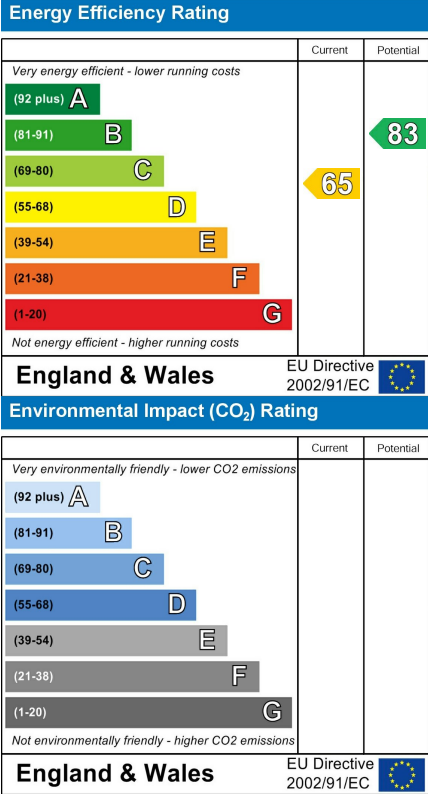 Energy Efficiency Rating
Current Potential
Very energy efficient - lower running costs
(92 plus) A
(81-91) B
83
(69-80) C
65
(55-68) D
(39-54) E
(21-38) F
(1-20) G
Not energy efficient - higher running costs
England & Wales
EU Directive
2002/91/EC
Environmental Impact (CO₂) Rating
Current Potential
Very environmentally friendly - lower CO2 emissions
(92 plus) A
(81-91) B
(69-80) C
(55-68) D
(39-54) E
(21-38) F
(1-20) G
Not environmentally friendly - higher CO2 emissions
England & Wales
EU Directive
2002/91/EC